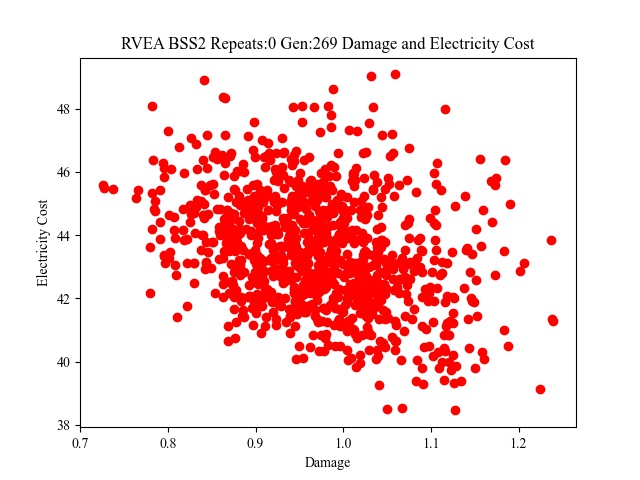 RVEA BSS2 Repeats:0 Gen:269 Damage and Electricity Cost
48
46
44
42
40
38
Electricity Cost
0.7 0.8 0.9 1.0 1.1 1.2
Damage